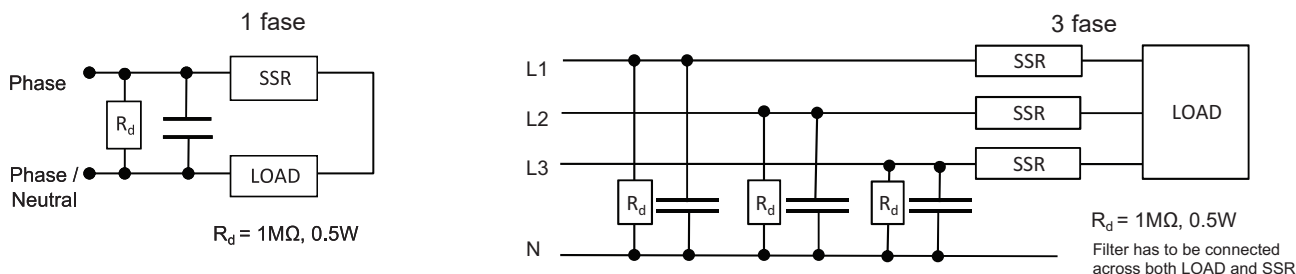 1 fase
Phase
SSR
R_d
Phase /
Neutral
LOAD
R_d = 1MΩ, 0.5W
3 fase
L1
SSR
L2
SSR
LOAD
L3
SSR
R_d
R_d
R_d
N
R_d = 1MΩ, 0.5W
Filter has to be connected
across both LOAD and SSR